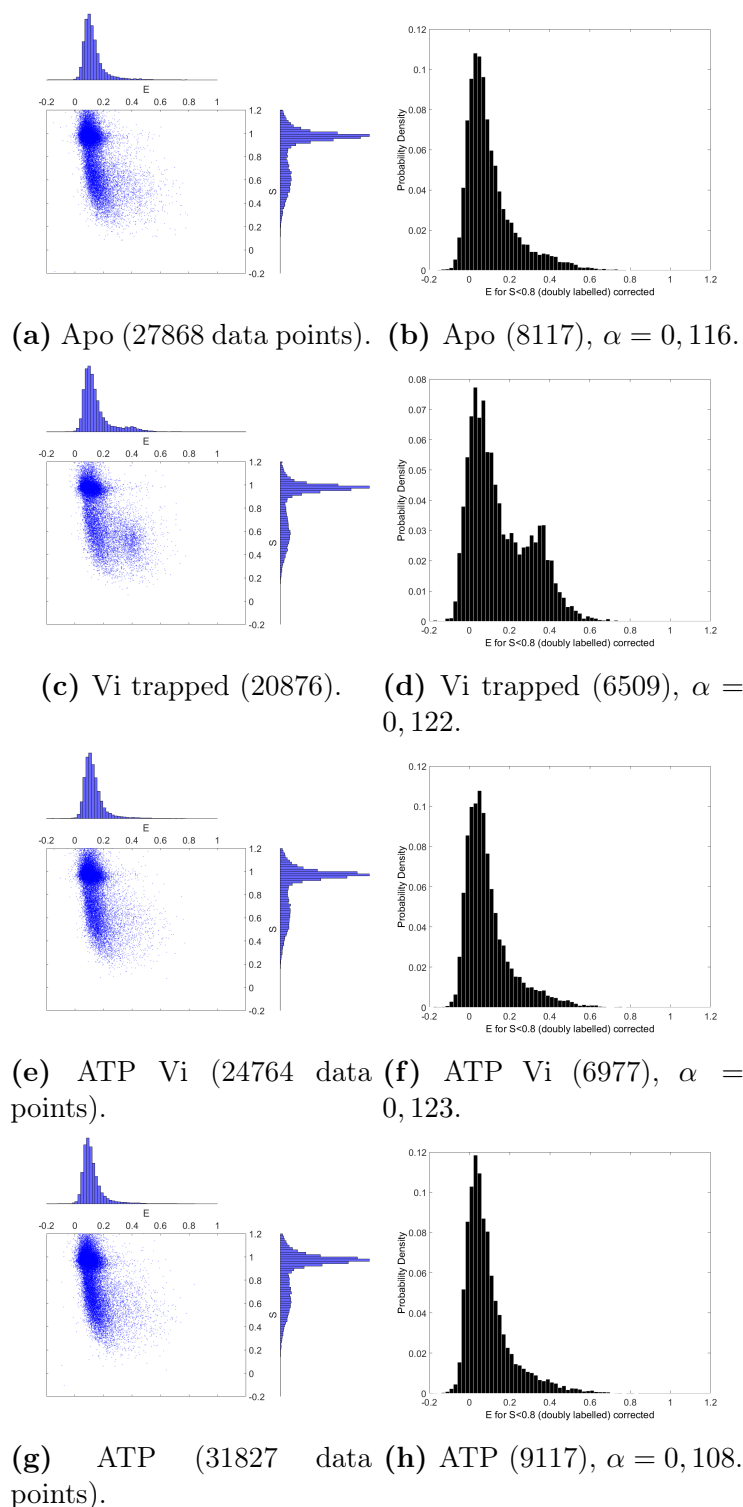 E
-0.2 0 0.2 0.4 0.6 0.8 1
1.2
1
0.8
0.6
0.4
0.2
0
-0.2
S
0.12
0.1
0.08
0.06
0.04
0.02
0
Probability Density
-0.2 0 0.2 0.4 0.6 0.8 1 1.2
E for S<0.8 (doubly labelled) corrected
(a) Apo (27868 data points).
(b) Apo (8117), α = 0, 116.
E
-0.2 0 0.2 0.4 0.6 0.8 1
1.2
1
0.8
0.6
0.4
0.2
0
-0.2
S
0.08
0.07
0.06
0.05
0.04
0.03
0.02
0.01
0
Probability Density
-0.2 0 0.2 0.4 0.6 0.8 1 1.2
E for S<0.8 (doubly labelled) corrected
(c) Vi trapped (20876).
(d) Vi trapped (6509), α =
0, 122.
E
-0.2 0 0.2 0.4 0.6 0.8 1
1.2
1
0.8
0.6
0.4
0.2
0
-0.2
S
0.12
0.1
0.08
0.06
0.04
0.02
0
Probability Density
-0.2 0 0.2 0.4 0.6 0.8 1 1.2
E for S<0.8 (doubly labelled) corrected
(e) ATP Vi (24764 data
points).
(f) ATP Vi (6977), α =
0, 123.
E
-0.2 0 0.2 0.4 0.6 0.8 1
1.2
1
0.8
0.6
0.4
0.2
0
-0.2
S
0.12
0.1
0.08
0.06
0.04
0.02
0
Probability Density
-0.2 0 0.2 0.4 0.6 0.8 1 1.2
E for S<0.8 (doubly labelled) corrected
(g) ATP (31827 data
points).
(h) ATP (9117), α = 0, 108.